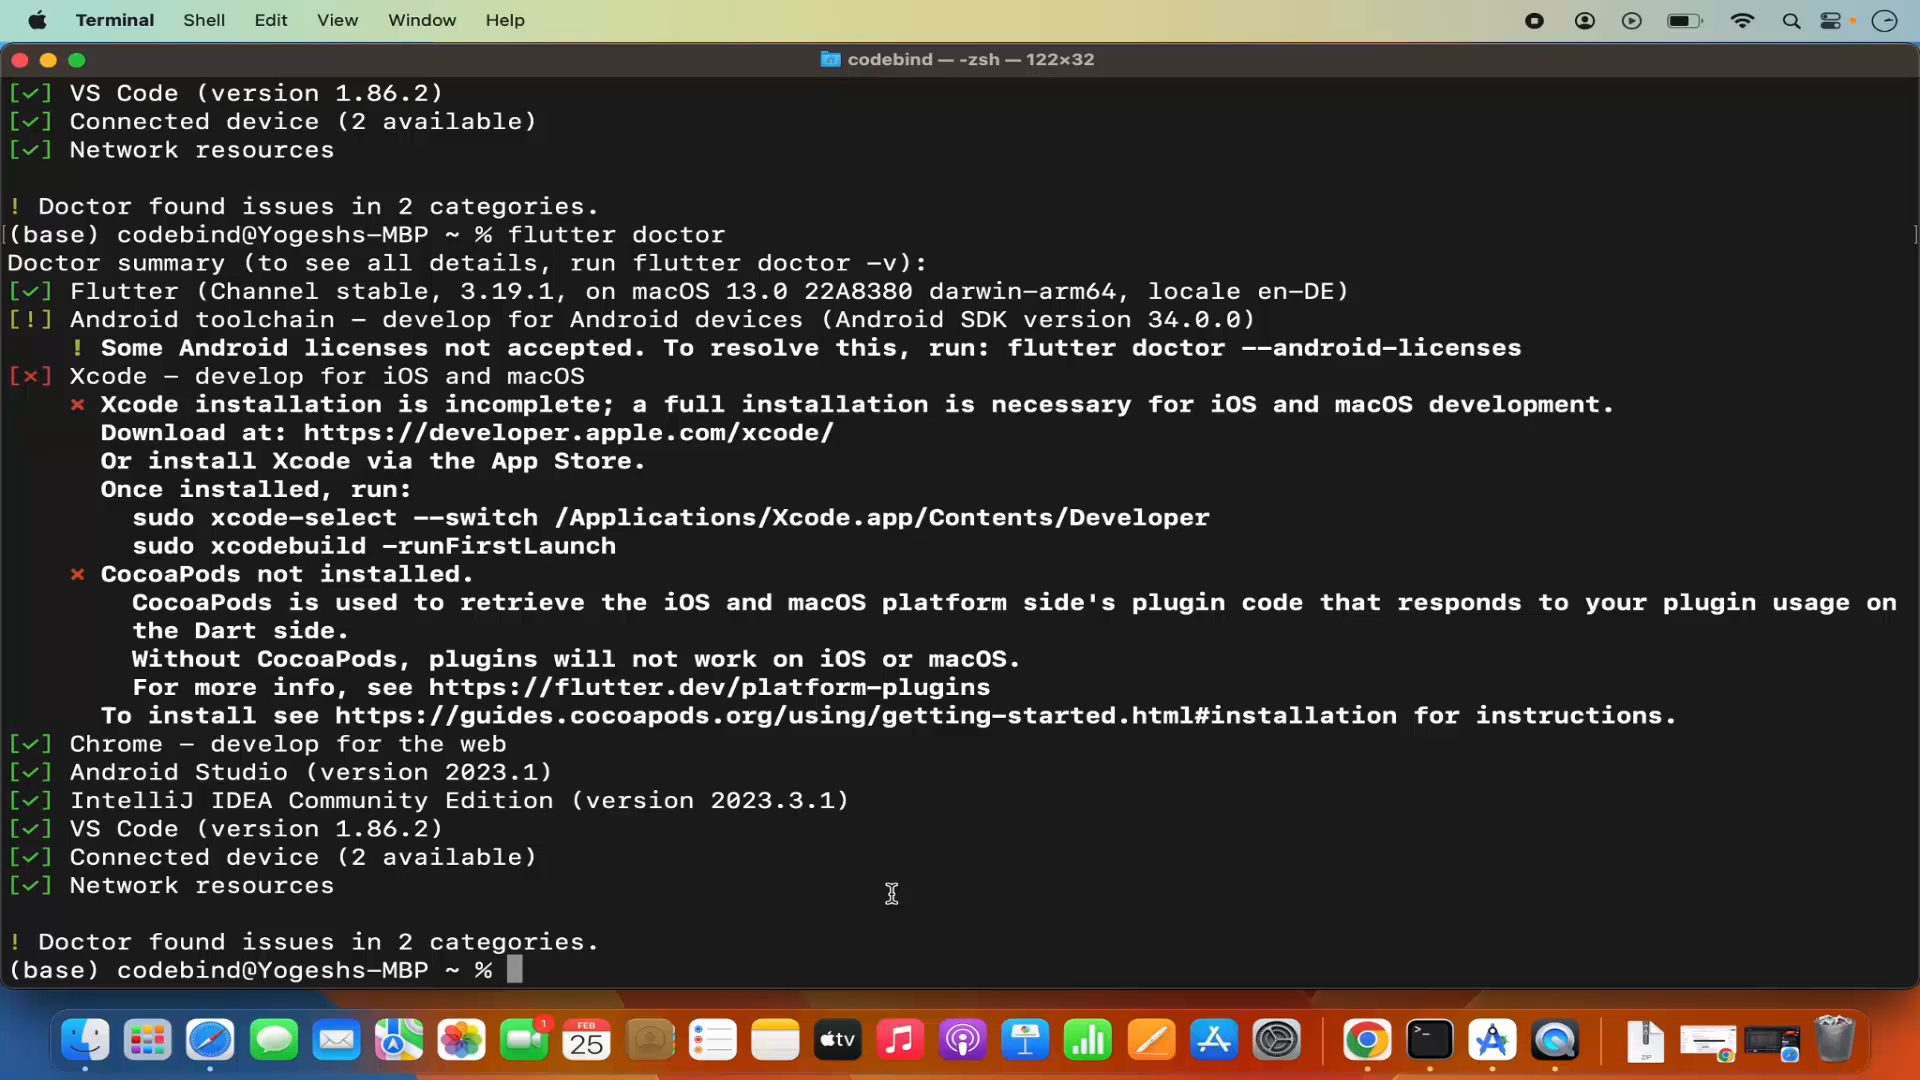 Terminal Shell Edit View Window Help
codebind — -zsh — 122×32
[✓] VS Code (version 1.86.2)
[✓] Connected device (2 available)
[✓] Network resources
! Doctor found issues in 2 categories.
(base) codebind@Yogeshs-MBP ~ % flutter doctor
Doctor summary (to see all details, run flutter doctor -v):
[✓] Flutter (Channel stable, 3.19.1, on macOS 13.0 22A8380 darwin-arm64, locale en-DE)
[!] Android toolchain - develop for Android devices (Android SDK version 34.0.0)
! Some Android licenses not accepted. To resolve this, run: flutter doctor --android-licenses
[✗] Xcode - develop for iOS and macOS
✗ Xcode installation is incomplete; a full installation is necessary for iOS and macOS development.
Download at: https://developer.apple.com/xcode/
Or install Xcode via the App Store.
Once installed, run:
sudo xcode-select --switch /Applications/Xcode.app/Contents/Developer
sudo xcodebuild -runFirstLaunch
✗ CocoaPods not installed.
CocoaPods is used to retrieve the iOS and macOS platform side's plugin code that responds to your plugin usage on
the Dart side.
Without CocoaPods, plugins will not work on iOS or macOS.
For more info, see https://flutter.dev/platform-plugins
To install see https://guides.cocoapods.org/using/getting-started.html#installation for instructions.
[✓] Chrome - develop for the web
[✓] Android Studio (version 2023.1)
[✓] IntelliJ IDEA Community Edition (version 2023.3.1)
[✓] VS Code (version 1.86.2)
[✓] Connected device (2 available)
[✓] Network resources
! Doctor found issues in 2 categories.
(base) codebind@Yogeshs-MBP ~ %
1
FEB
25
tv
>_
ZIP